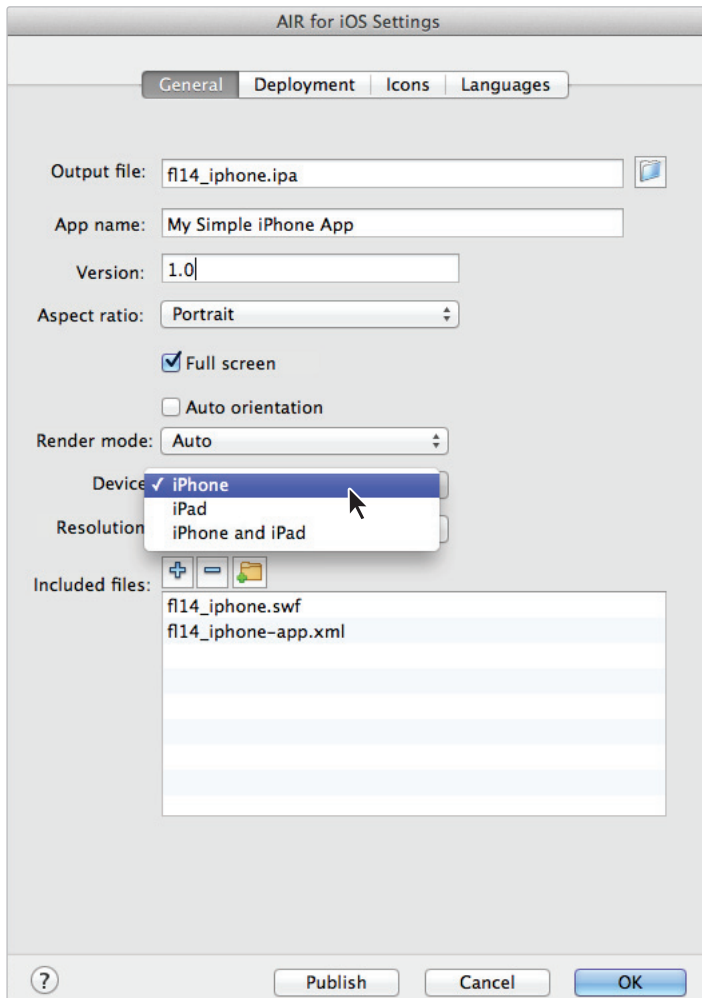 AIR for iOS Settings
General Deployment Icons Languages
Output file: fl14_iphone.ipa
App name: My Simple iPhone App
Version: 1.0
Aspect ratio: Portrait
Full screen
Auto orientation
Render mode: Auto
Device ✓ iPhone
iPad
Resolution
iPhone and iPad
Included files:
fl14_iphone.swf
fl14_iphone-app.xml
? Publish Cancel OK